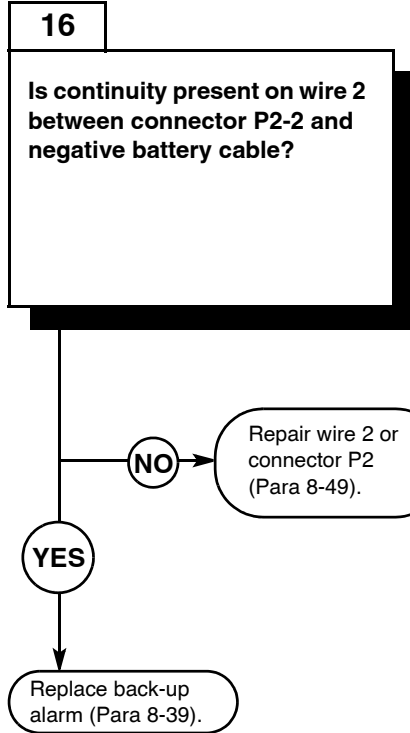 16
Is continuity present on wire 2
between connector P2-2 and
negative battery cable?
NO
Repair wire 2 or
connector P2
(Para 8-49).
YES
Replace back-up
alarm (Para 8-39).